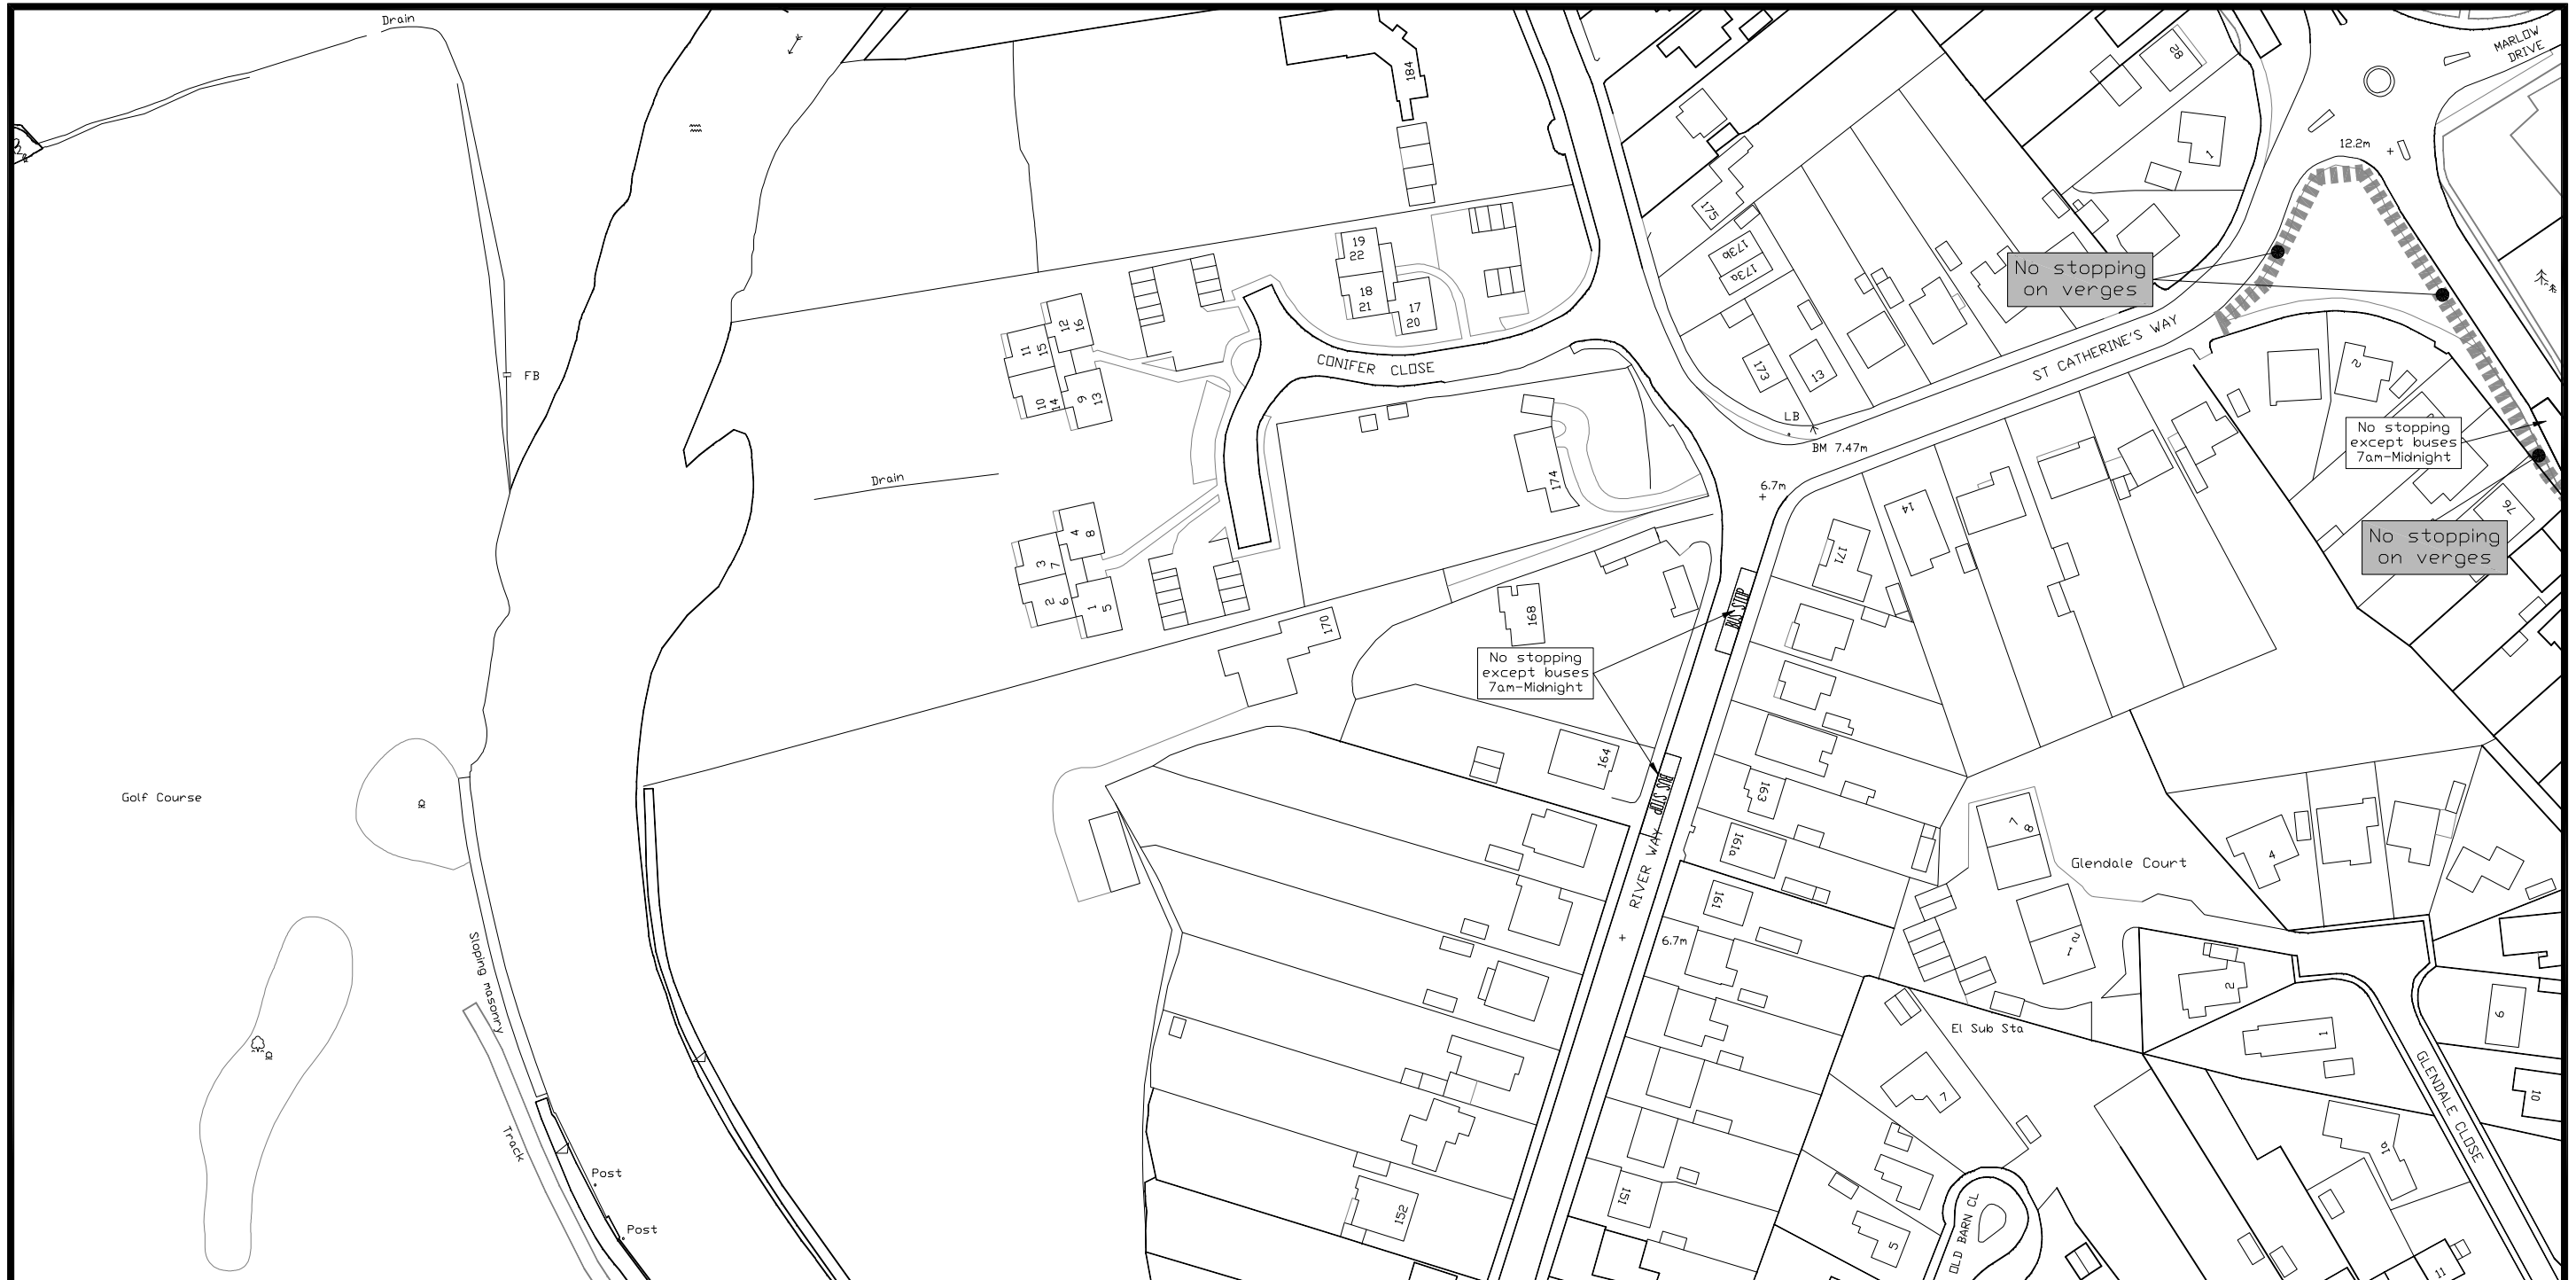 Drain
184
28
MARLOW
DRIVE
1
12.2m
175
173b
173a
19
22
18
21
17
20
No stopping
on verges
12
16
11
15
10
14
9
13
CONIFER CLOSE
ST CATHERINE'S WAY
173
13
LB
BM 7.47m
FB
2
No stopping
except buses
7am-Midnight
Drain
174
6.7m
14
76
No stopping
on verges
171
4
8
3
7
2
6
1
5
170
168
BUS STOP
No stopping
except buses
7am-Midnight
164
BUS STOP
163
Golf Course
161a
7
8
Glendale Court
4
RIVER WAY
161
6.7m
2
1
2
Sloping masonry
El Sub Sta
1
6
GLENDALE CLOSE
10
7
1a
Track
Post
151
152
Post
OLD BARN CL
5
11